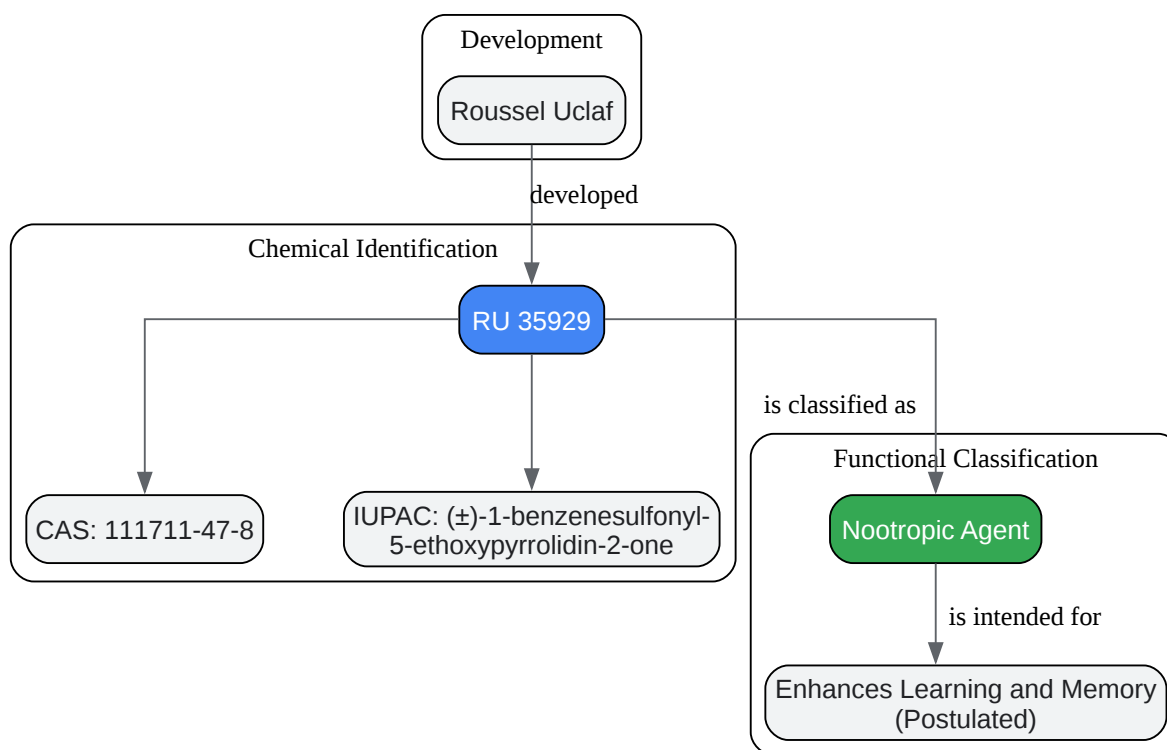 Development
Roussel Uclaf
developed
Chemical Identification
RU 35929
is classified as
Functional Classification
CAS: 111711-47-8
IUPAC: (±)-1-benzenesulfonyl-
5-ethoxypyrrolidin-2-one
Nootropic Agent
is intended for
Enhances Learning and Memory
(Postulated)